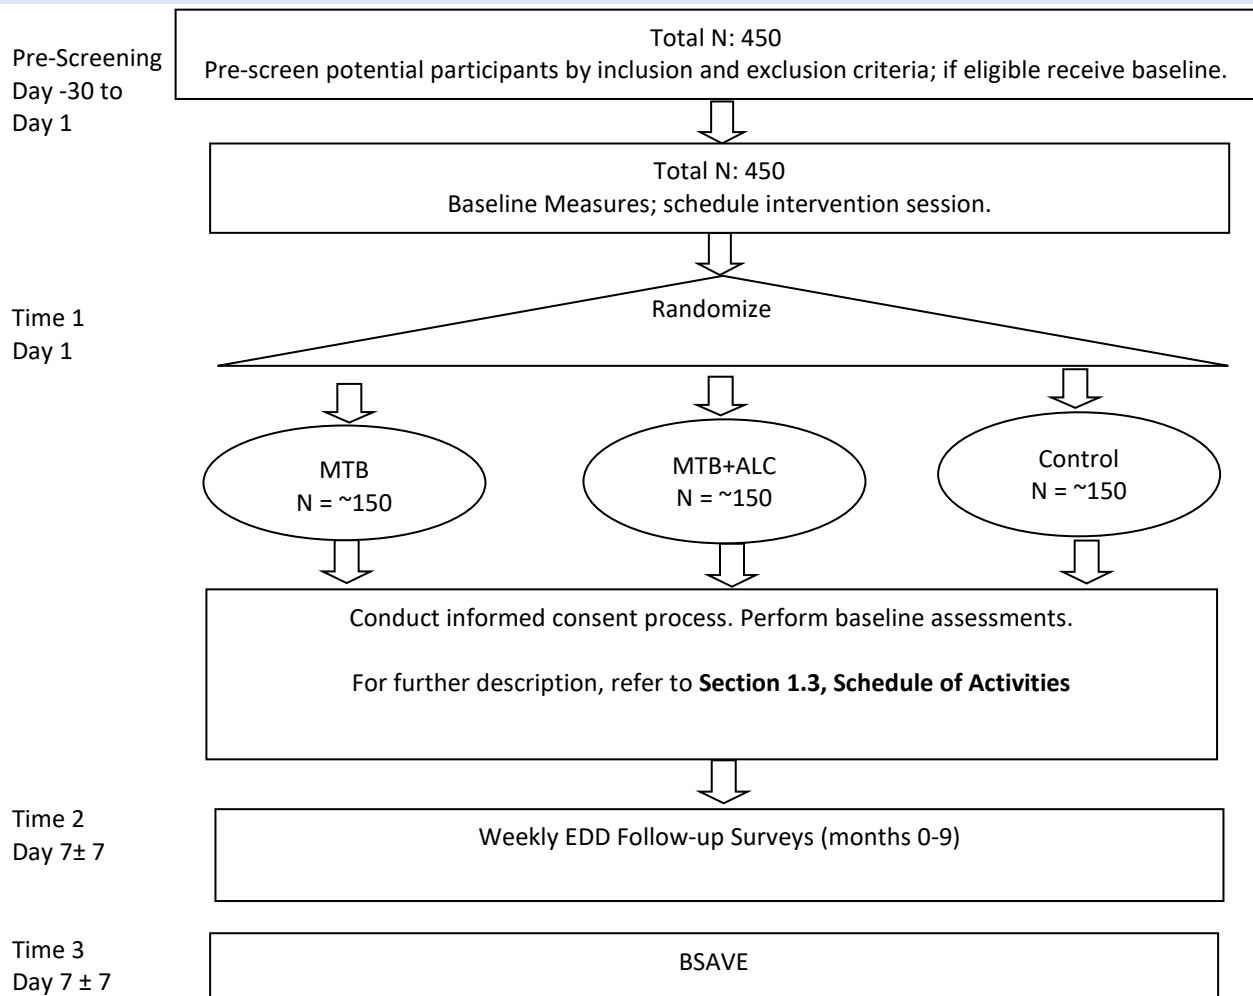 Pre-Screening
Day -30 to
Day 1
Total N: 450
Pre-screen potential participants by inclusion and exclusion criteria; if eligible receive baseline.
Total N: 450
Baseline Measures; schedule intervention session.
Time 1
Day 1
Randomize
MTB
N = ~150
MTB+ALC
N = ~150
Control
N = ~150
Conduct informed consent process. Perform baseline assessments.
For further description, refer to Section 1.3, Schedule of Activities
Time 2
Day 7± 7
Weekly EDD Follow-up Surveys (months 0-9)
Time 3
Day 7 ± 7
BSAVE